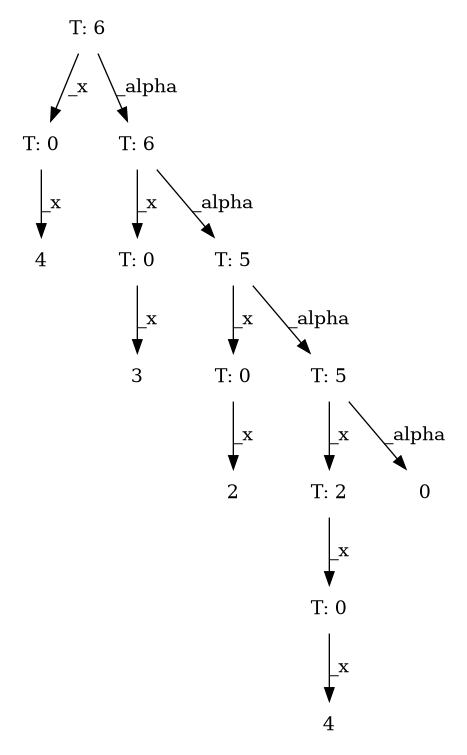 T: 6
_x _alpha
T: 0 T: 6
_x _x _alpha
4 T: 0 T: 5
_x _x _alpha
3 T: 0 T: 5
_x _x _alpha
2 T: 2 0
_x
T: 0
_x
4